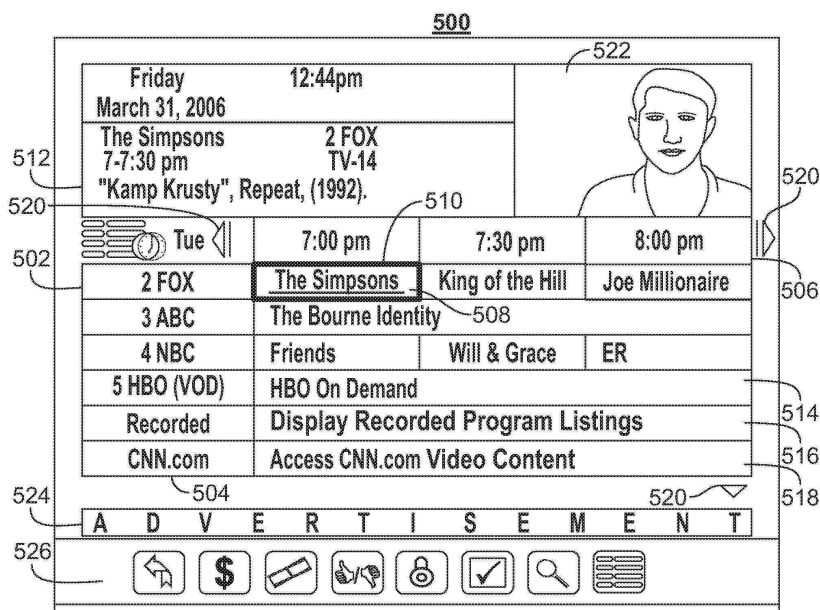 500
522
Friday 12:44pm
March 31, 2006
The Simpsons 2 FOX
7-7:30 pm TV-14
"Kamp Krusty", Repeat, (1992).
512
520
510
520
Tue 7:00 pm 7:30 pm 8:00 pm
502
506
2 FOX The Simpsons King of the Hill Joe Millionaire
508
3 ABC The Bourne Identity
4 NBC Friends Will & Grace ER
5 HBO (VOD) HBO On Demand
514
Recorded Display Recorded Program Listings
516
CNN.com Access CNN.com Video Content
518
504
520
524
A D V E R T I S E M E N T
526
$